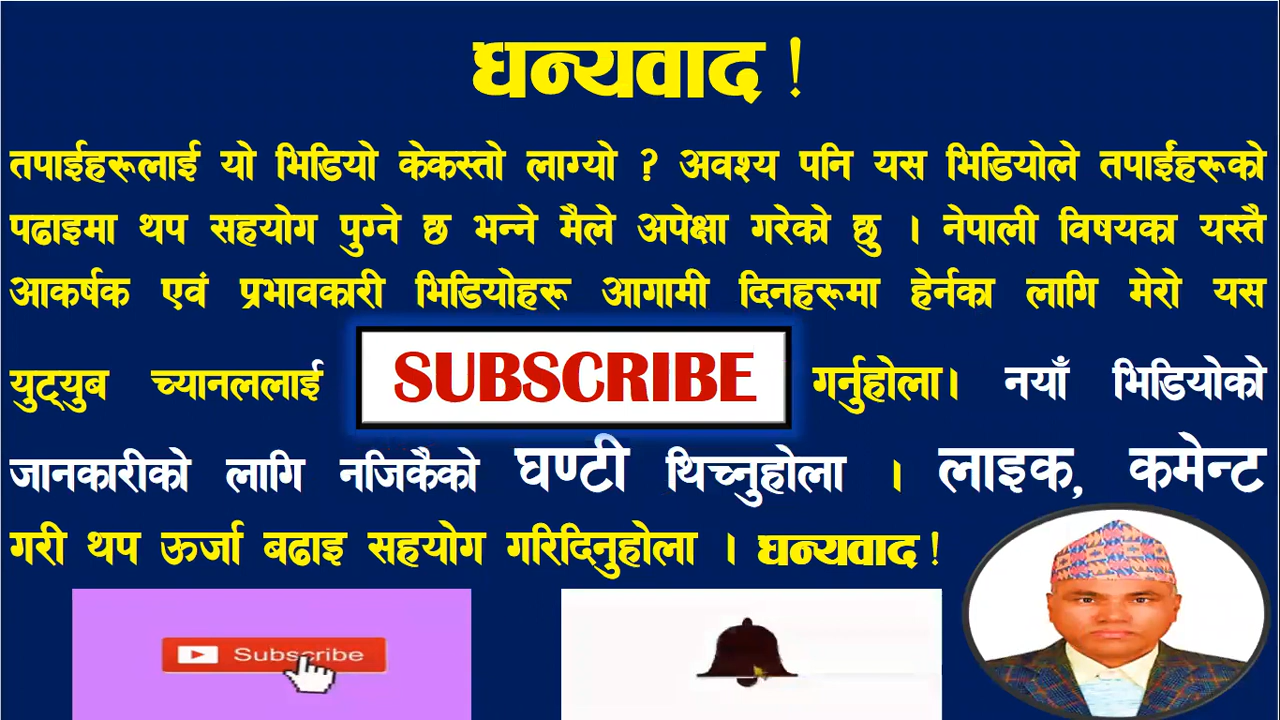 धन्यवाद !
तपाईहरूलाई यो भिडियो केकस्तो लाग्यो ? अवश्य पनि यस भिडियोले तपाईंहरूको
पढाइमा थप सहयोग पुग्ने छ भन्ने मैले अपेक्षा गरेको छु । नेपाली विषयका यस्तै
आकर्षक एवं प्रभावकारी भिडियोहरू आगामी दिनहरूमा हेर्नका लागि मेरो यस
युट्युब च्यानललाई SUBSCRIBE गर्नुहोला। नयाँ भिडियोको
जानकारीको लागि नजिकैको घण्टी थिच्नुहोला । लाइक, कमेन्ट
गरी थप ऊर्जा बढाइ सहयोग गरिदिनुहोला । धन्यवाद !
Subscribe